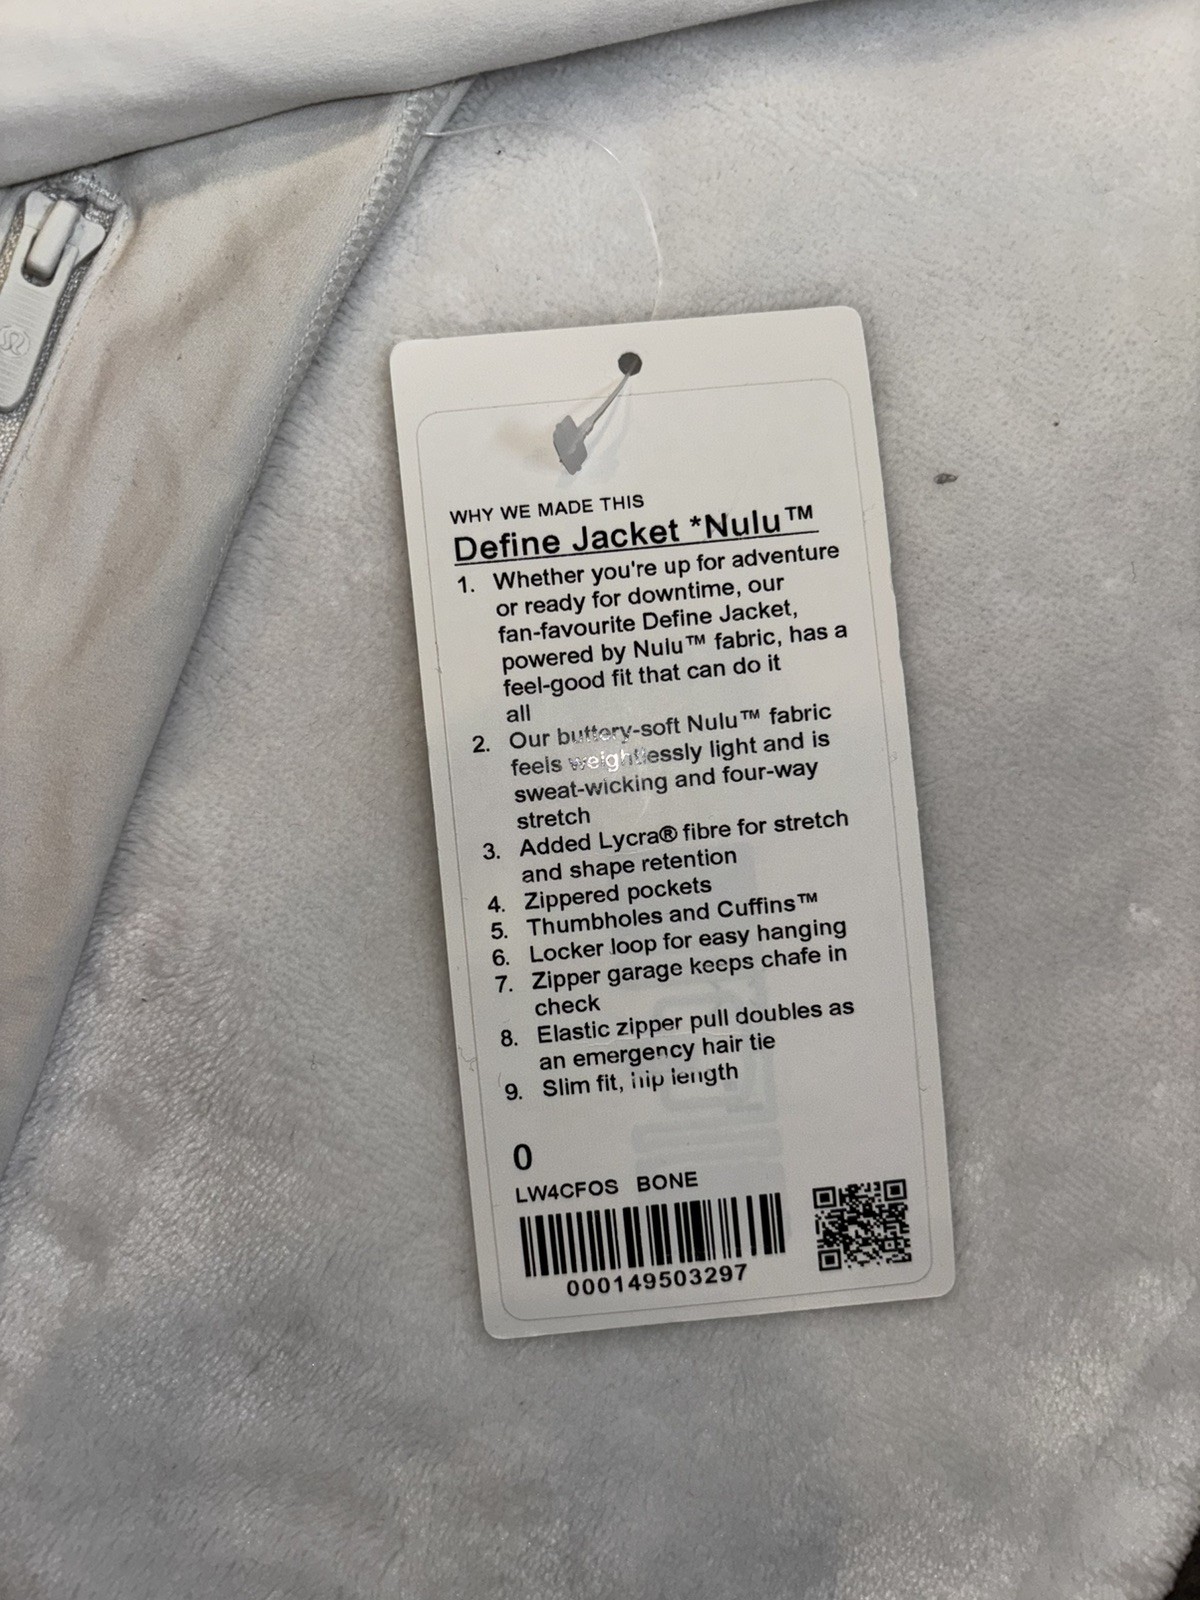 WHY WE MADE THIS
Define Jacket *Nulu™
1. Whether you're up for adventure
or ready for downtime, our
fan-favourite Define Jacket,
powered by Nulu™ fabric, has a
feel-good fit that can do it
all
2. Our buttery-soft Nulu™ fabric
feels weightlessly light and is
sweat-wicking and four-way
stretch
3. Added Lycra® fibre for stretch
and shape retention
4. Zippered pockets
5. Thumbholes and Cuffins™
6. Locker loop for easy hanging
7. Zipper garage keeps chafe in
check
8. Elastic zipper pull doubles as
an emergency hair tie
9. Slim fit, hip length
0
LW4CFOS BONE
000149503297